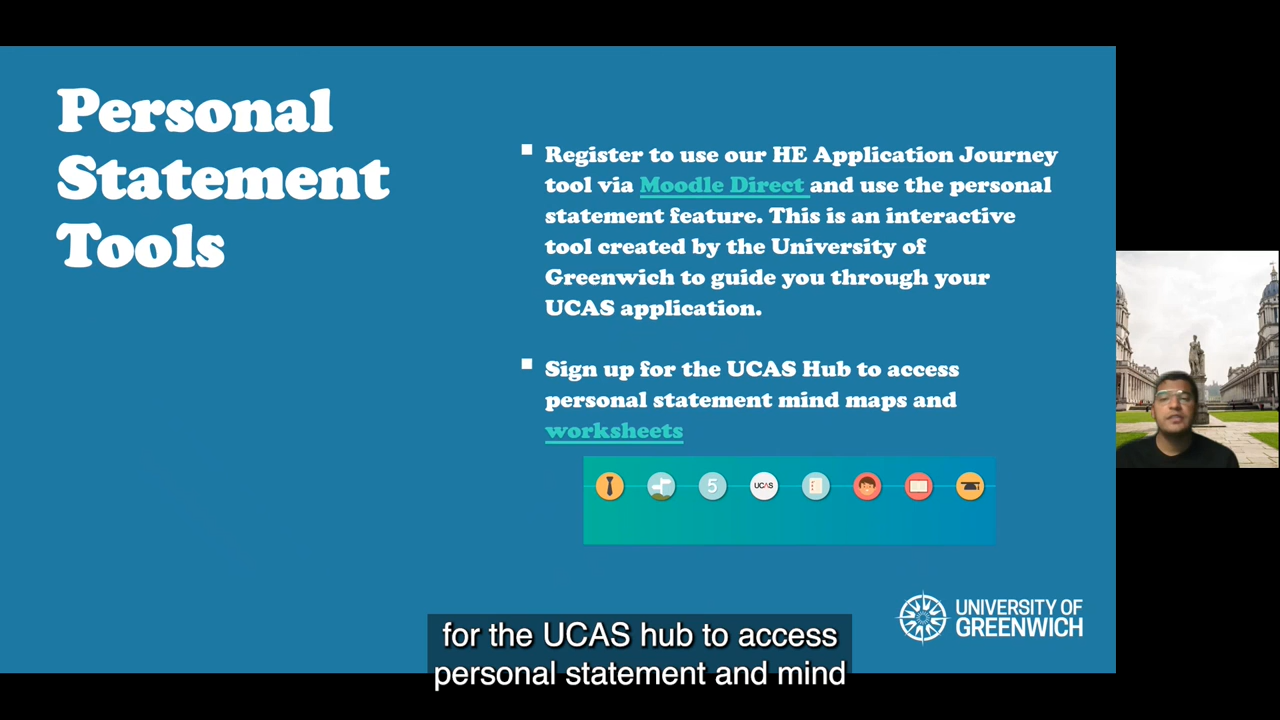 Personal
Statement
Tools
Register to use our HE Application Journey
tool via Moodle Direct and use the personal
statement feature. This is an interactive
tool created by the University of
Greenwich to guide you through your
UCAS application.
Sign up for the UCAS Hub to access
personal statement mind maps and
worksheets
5
UCAS
UNIVERSITY OF
GREENWICH
for the UCAS hub to access
personal statement and mind